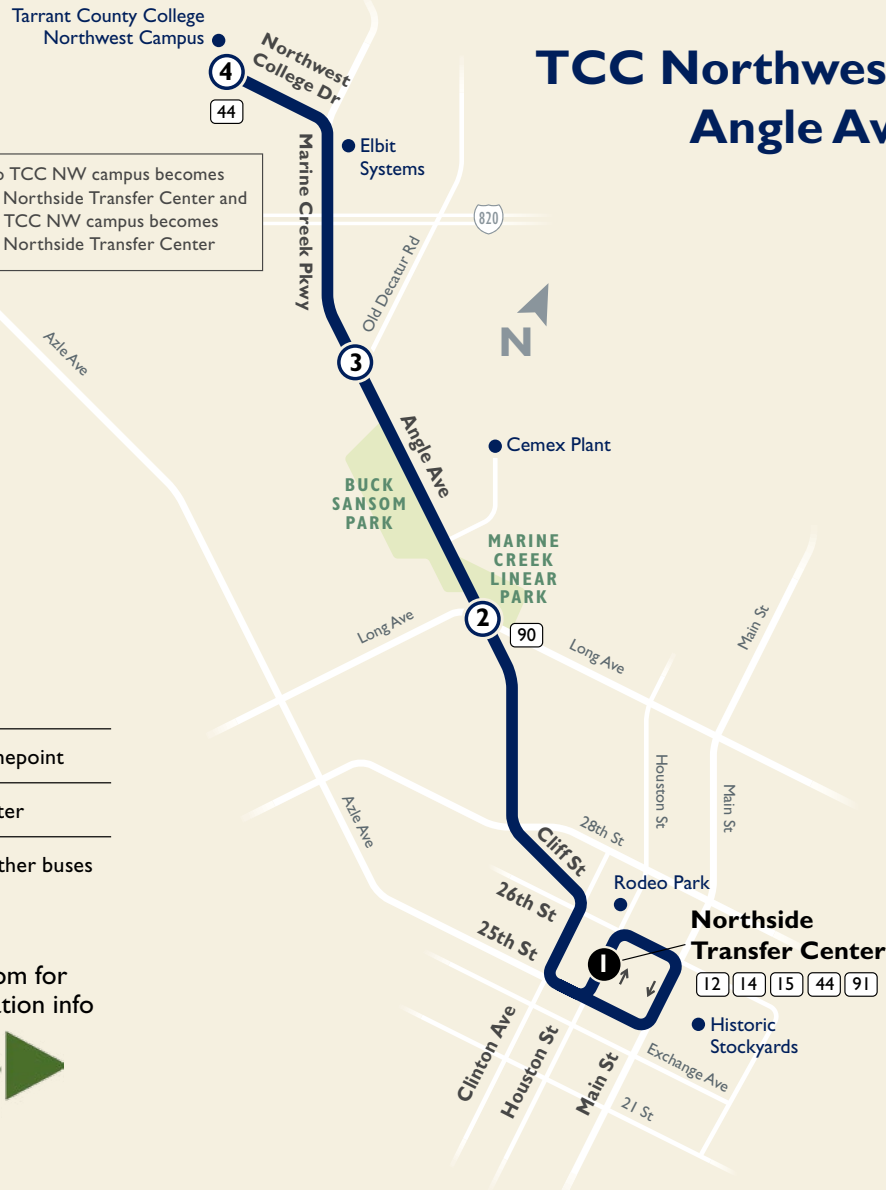 Tarrant County College
Northwest Campus
4
44
Northwest
College Dr
TCC Northwes
Angle Av
Elbit
Systems
Marine Creek Pkwy
TCC NW campus becomes
Northside Transfer Center and
TCC NW campus becomes
Northside Transfer Center
820
Old Decatur Rd
N
Azle Ave
3
Angle Ave
Cemex Plant
BUCK
SANSOM
PARK
MARINE
CREEK
LINEAR
PARK
2
90
Long Ave
Long Ave
Main St
Houston St
Main St
nepoint
ter
ther buses
Azle Ave
28th St
Cliff St
26th St
25th St
Rodeo Park
Northside
Transfer Center
1
12 14 15 44 91
Historic
Stockyards
om for
tion info
Clinton Ave
Houston St
Main St
Exchange Ave
21 St